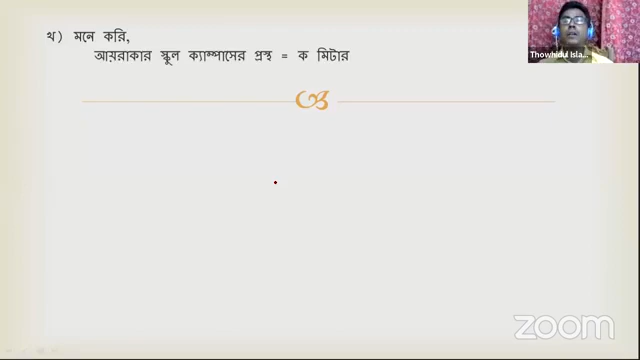 থ) মনে করি,
আয়রাকার স্কুল ক্যাম্পাসের প্রস্থ = ক মিটার
Thowhidul Isla...
zoom